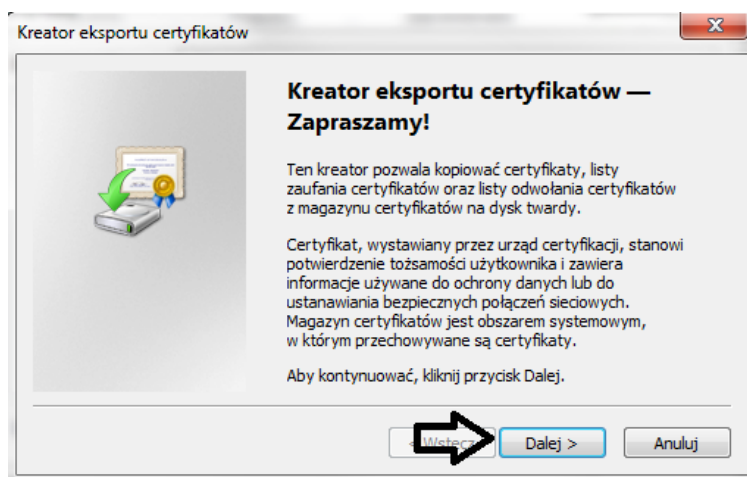 Kreator eksportu certyfikatów
Kreator eksportu certyfikatów —
Zapraszamy!
Ten kreator pozwala kopiować certyfikaty, listy
zaufania certyfikatów oraz listy odwołania certyfikatów
z magazynu certyfikatów na dysk twardy.
Certyfikat, wystawiany przez urząd certyfikacji, stanowi
potwierdzenie tożsamości użytkownika i zawiera
informacje używane do ochrony danych lub do
ustanawiania bezpiecznych połączeń sieciowych.
Magazyn certyfikatów jest obszarem systemowym,
w którym przechowywane są certyfikaty.
Aby kontynuować, kliknij przycisk Dalej.
< Wstecz Dalej > Anuluj